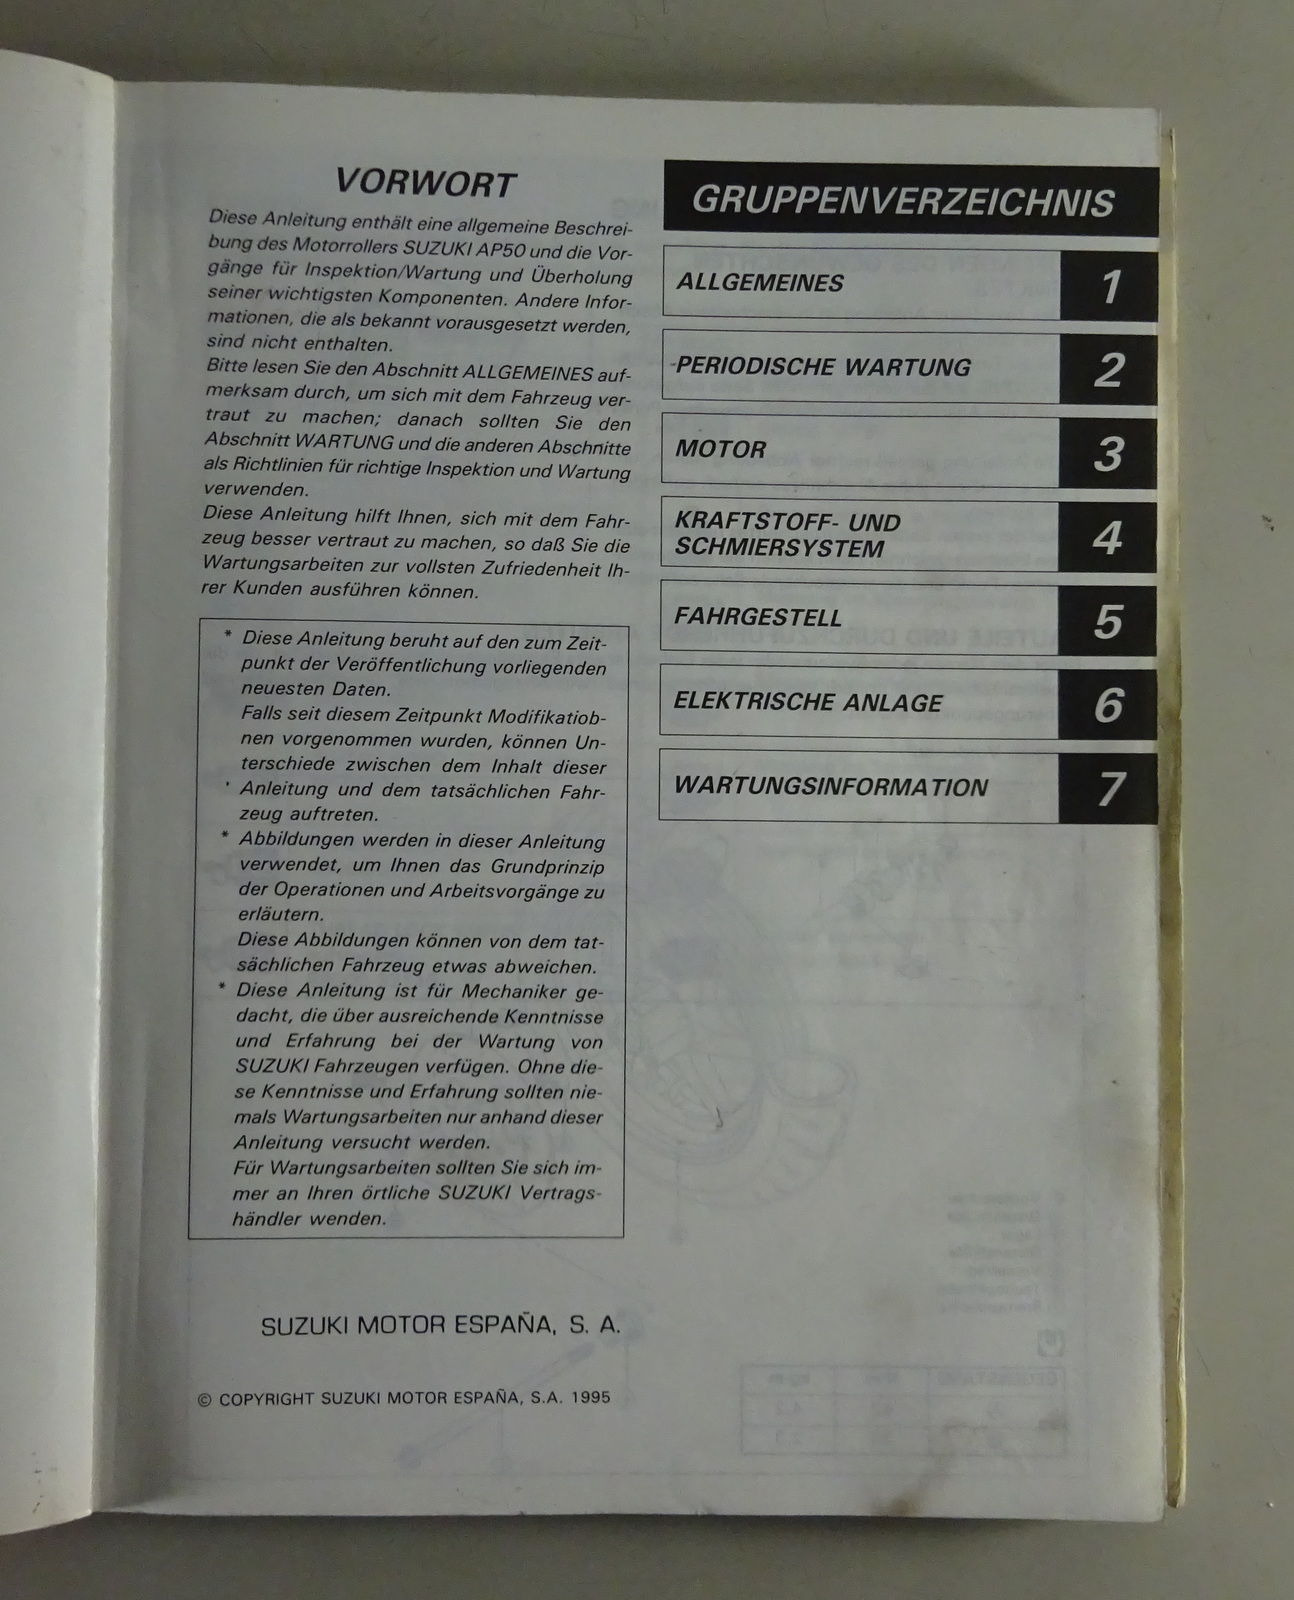 VORWORT
Diese Anleitung enthält eine allgemeine Beschrei-
bung des Motorrollers SUZUKI AP50 und die Vor-
gänge für Inspektion/Wartung und Überholung
seiner wichtigsten Komponenten. Andere Infor-
mationen, die als bekannt vorausgesetzt werden,
sind nicht enthalten.
Bitte lesen Sie den Abschnitt ALLGEMEINES auf-
merksam durch, um sich mit dem Fahrzeug ver-
traut zu machen; danach sollten Sie den
Abschnitt WARTUNG und die anderen Abschnitte
als Richtlinien für richtige Inspektion und Wartung
verwenden.
Diese Anleitung hilft Ihnen, sich mit dem Fahr-
zeug besser vertraut zu machen, so daß Sie die
Wartungsarbeiten zur vollsten Zufriedenheit Ih-
rer Kunden ausführen können.
* Diese Anleitung beruht auf den zum Zeit-
punkt der Veröffentlichung vorliegenden
neuesten Daten.
Falls seit diesem Zeitpunkt Modifikatiob-
nen vorgenommen wurden, können Un-
terschiede zwischen dem Inhalt dieser
Anleitung und dem tatsächlichen Fahr-
zeug auftreten.
* Abbildungen werden in dieser Anleitung
verwendet, um Ihnen das Grundprinzip
der Operationen und Arbeitsvorgänge zu
erläutern.
Diese Abbildungen können von dem tat-
sächlichen Fahrzeug etwas abweichen.
* Diese Anleitung ist für Mechaniker ge-
dacht, die über ausreichende Kenntnisse
und Erfahrung bei der Wartung von
SUZUKI Fahrzeugen verfügen. Ohne die-
se Kenntnisse und Erfahrung sollten nie-
mals Wartungsarbeiten nur anhand dieser
Anleitung versucht werden.
Für Wartungsarbeiten sollten Sie sich im-
mer an Ihren örtliche SUZUKI Vertrags-
händler wenden.
SUZUKI MOTOR ESPAÑA, S. A.
© COPYRIGHT SUZUKI MOTOR ESPAÑA, S.A. 1995
GRUPPENVERZEICHNIS
ALLGEMEINES 1
PERIODISCHE WARTUNG 2
MOTOR 3
KRAFTSTOFF- UND
SCHMIERSYSTEM 4
FAHRGESTELL 5
ELEKTRISCHE ANLAGE 6
WARTUNGSINFORMATION 7